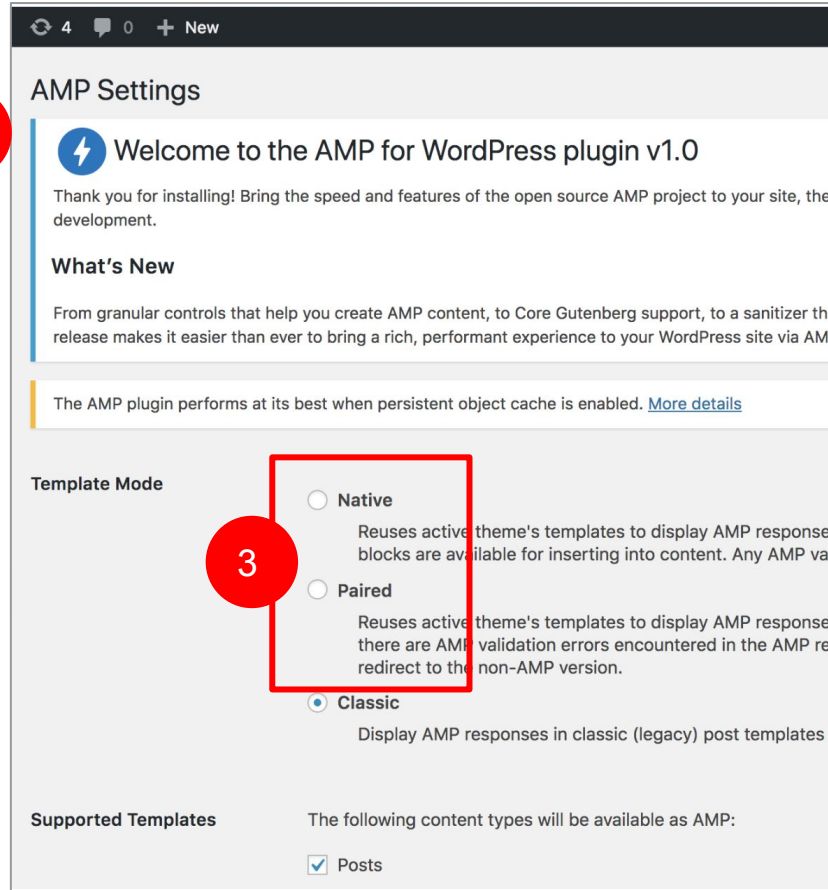 4 0 + New
AMP Settings
Welcome to the AMP for WordPress plugin v1.0
Thank you for installing! Bring the speed and features of the open source AMP project to your site, the
development.
What's New
From granular controls that help you create AMP content, to Core Gutenberg support, to a sanitizer th
release makes it easier than ever to bring a rich, performant experience to your WordPress site via AM
The AMP plugin performs at its best when persistent object cache is enabled. More details
Template Mode
Native
Reuses active theme's templates to display AMP response
blocks are available for inserting into content. Any AMP va
3
Paired
Reuses active theme's templates to display AMP response
there are AMP validation errors encountered in the AMP re
redirect to the non-AMP version.
Classic
Display AMP responses in classic (legacy) post templates
Supported Templates
The following content types will be available as AMP:
Posts